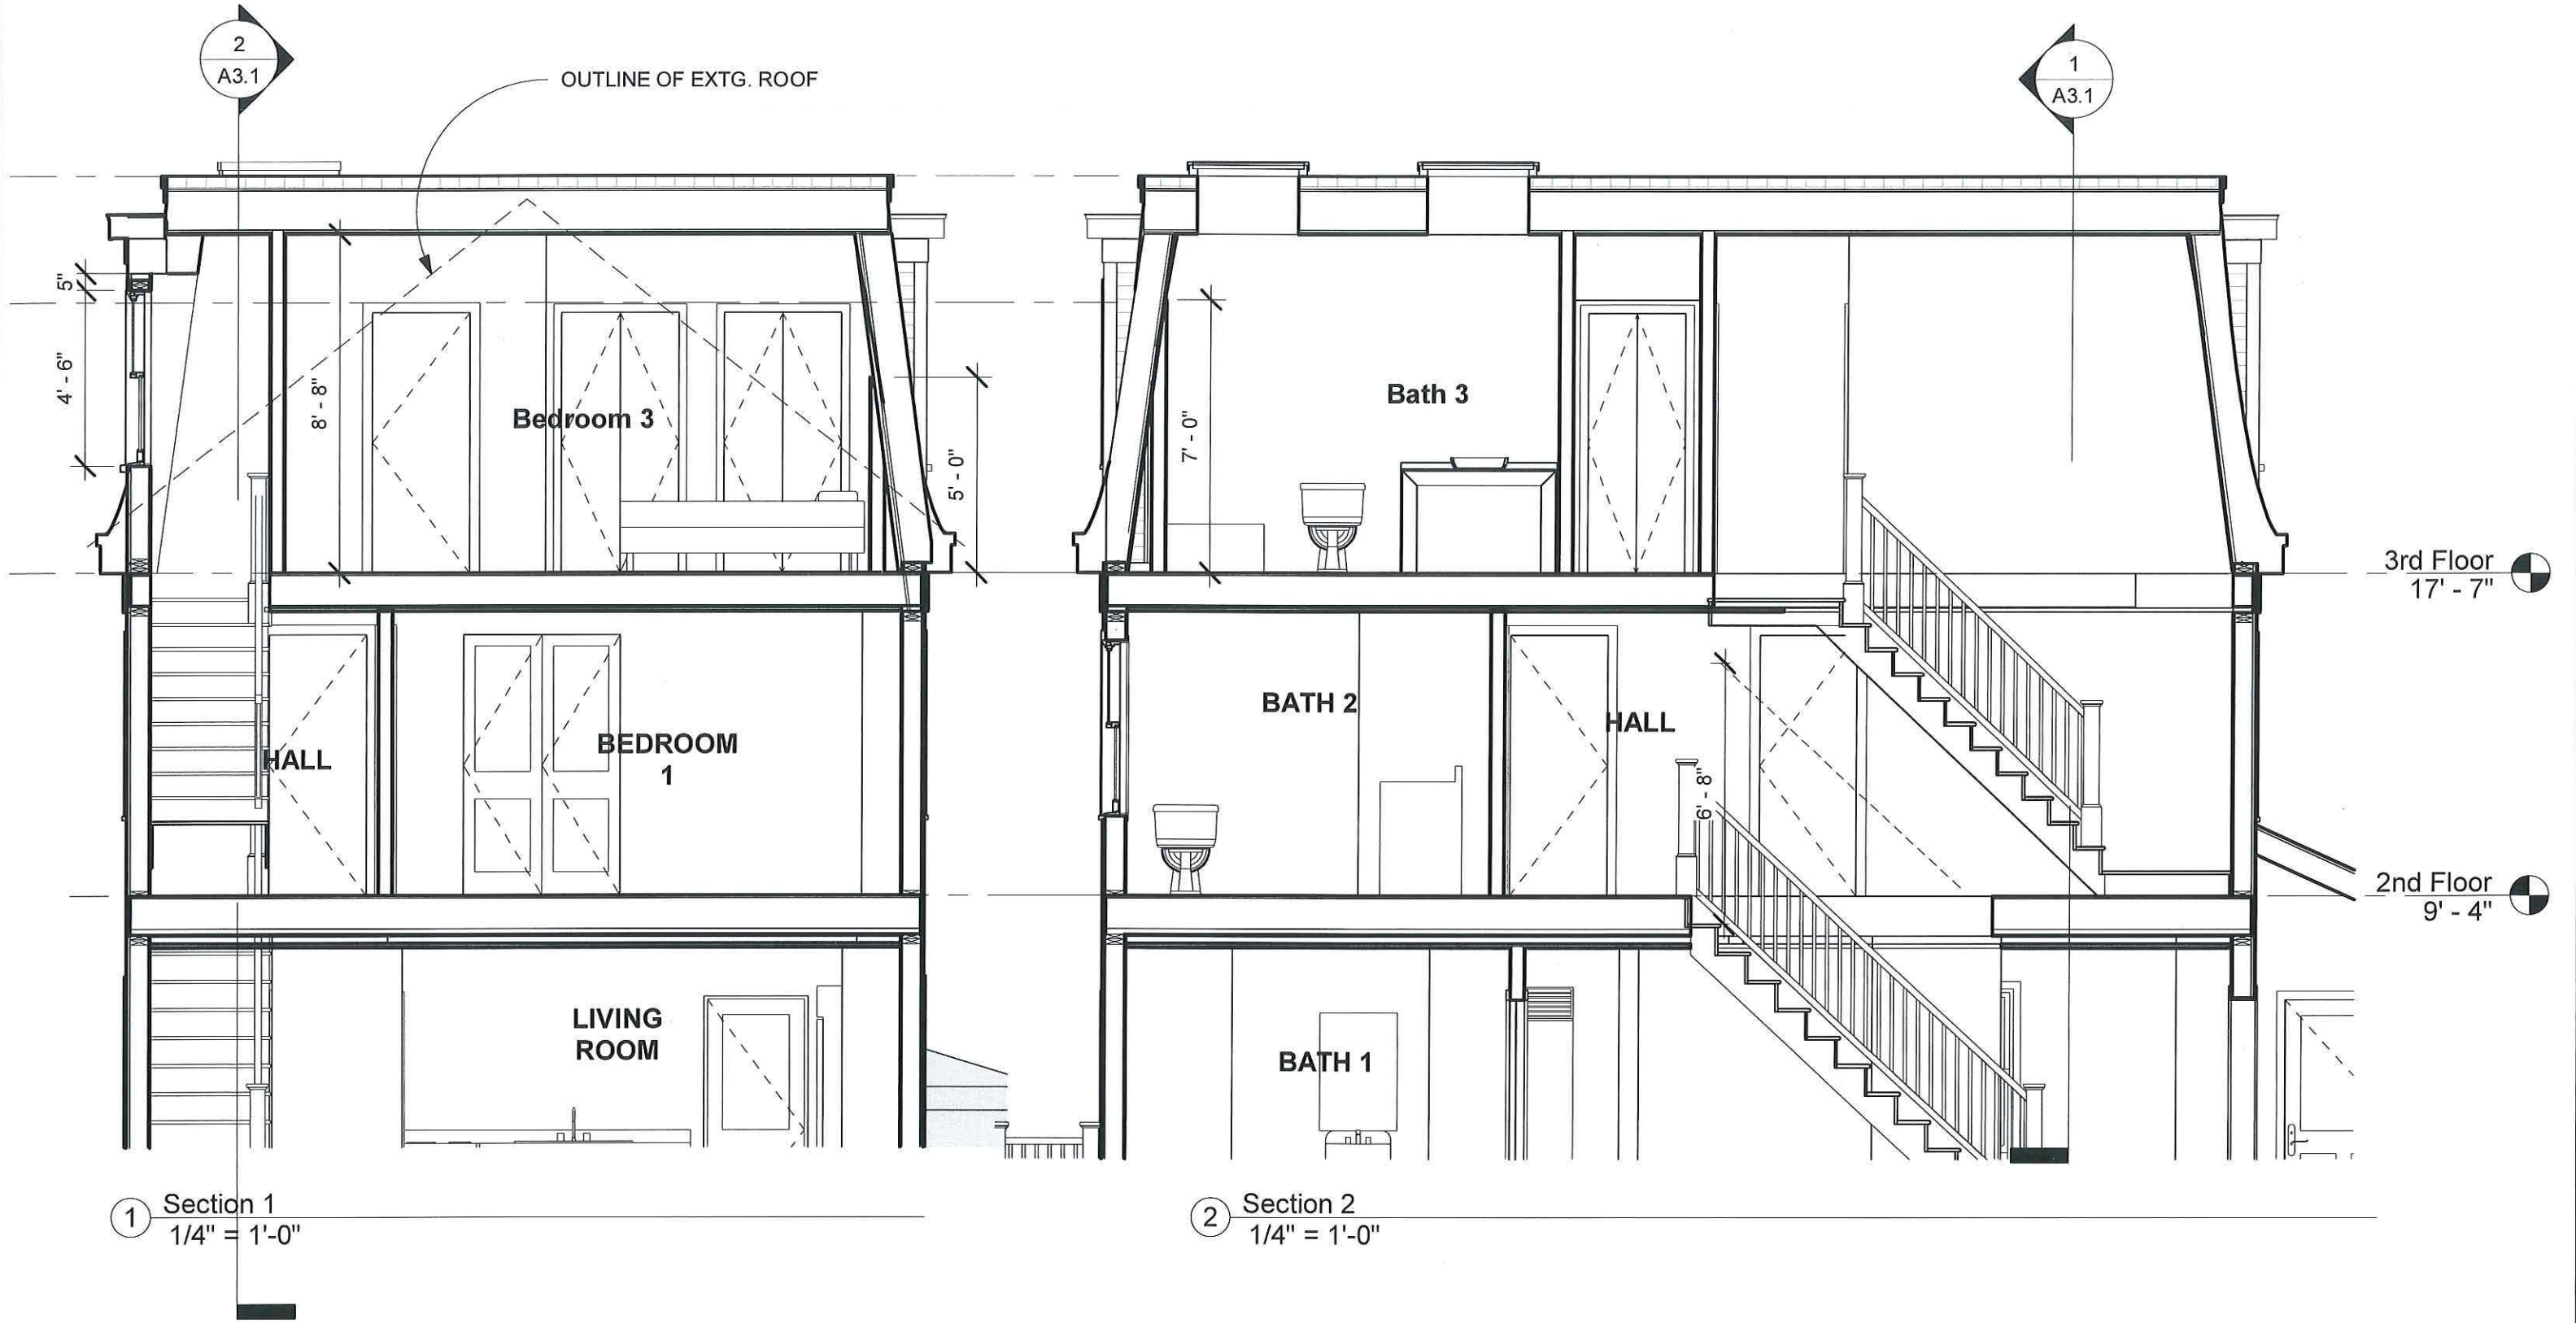 2
A3.1
OUTLINE OF EXTG. ROOF
1
A3.1
5"
4' - 6"
8' - 8"
Bedroom 3
5' - 0"
7' - 0"
Bath 3
3rd Floor
17' - 7"
HALL
BEDROOM
1
BATH 2
HALL
6' - 8"
2nd Floor
9' - 4"
LIVING
ROOM
BATH 1
1
Section 1
1/4" = 1'-0"
2
Section 2
1/4" = 1'-0"